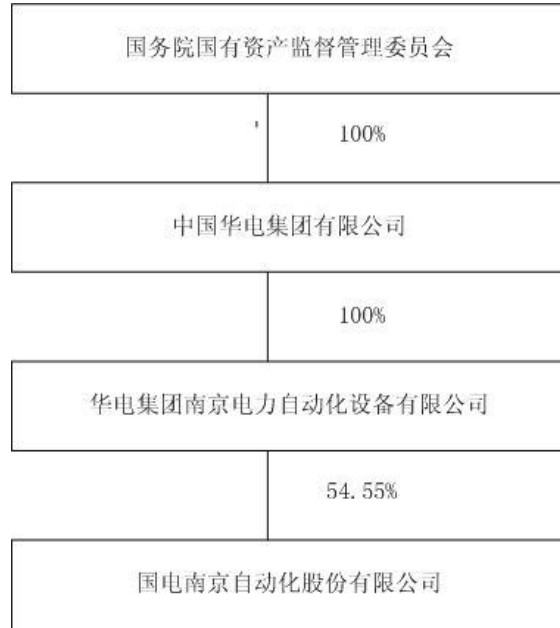 国务院国有资产监督管理委员会
100%
中国华电集团有限公司
100%
华电集团南京电力自动化设备有限公司
54.55%
国电南京自动化股份有限公司